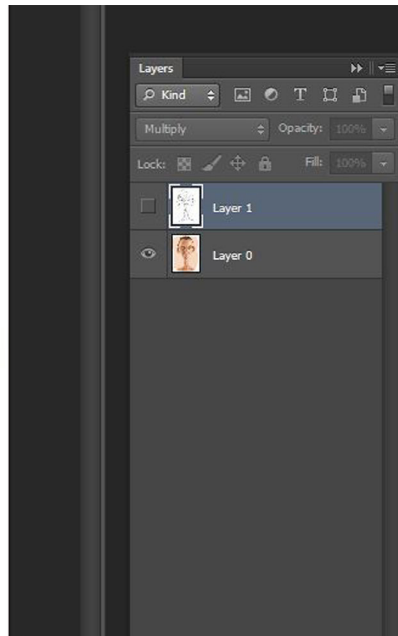 Layers
Kind
Multiply Opacity: 100%
Lock: Fill: 100%
Layer 1
Layer 0